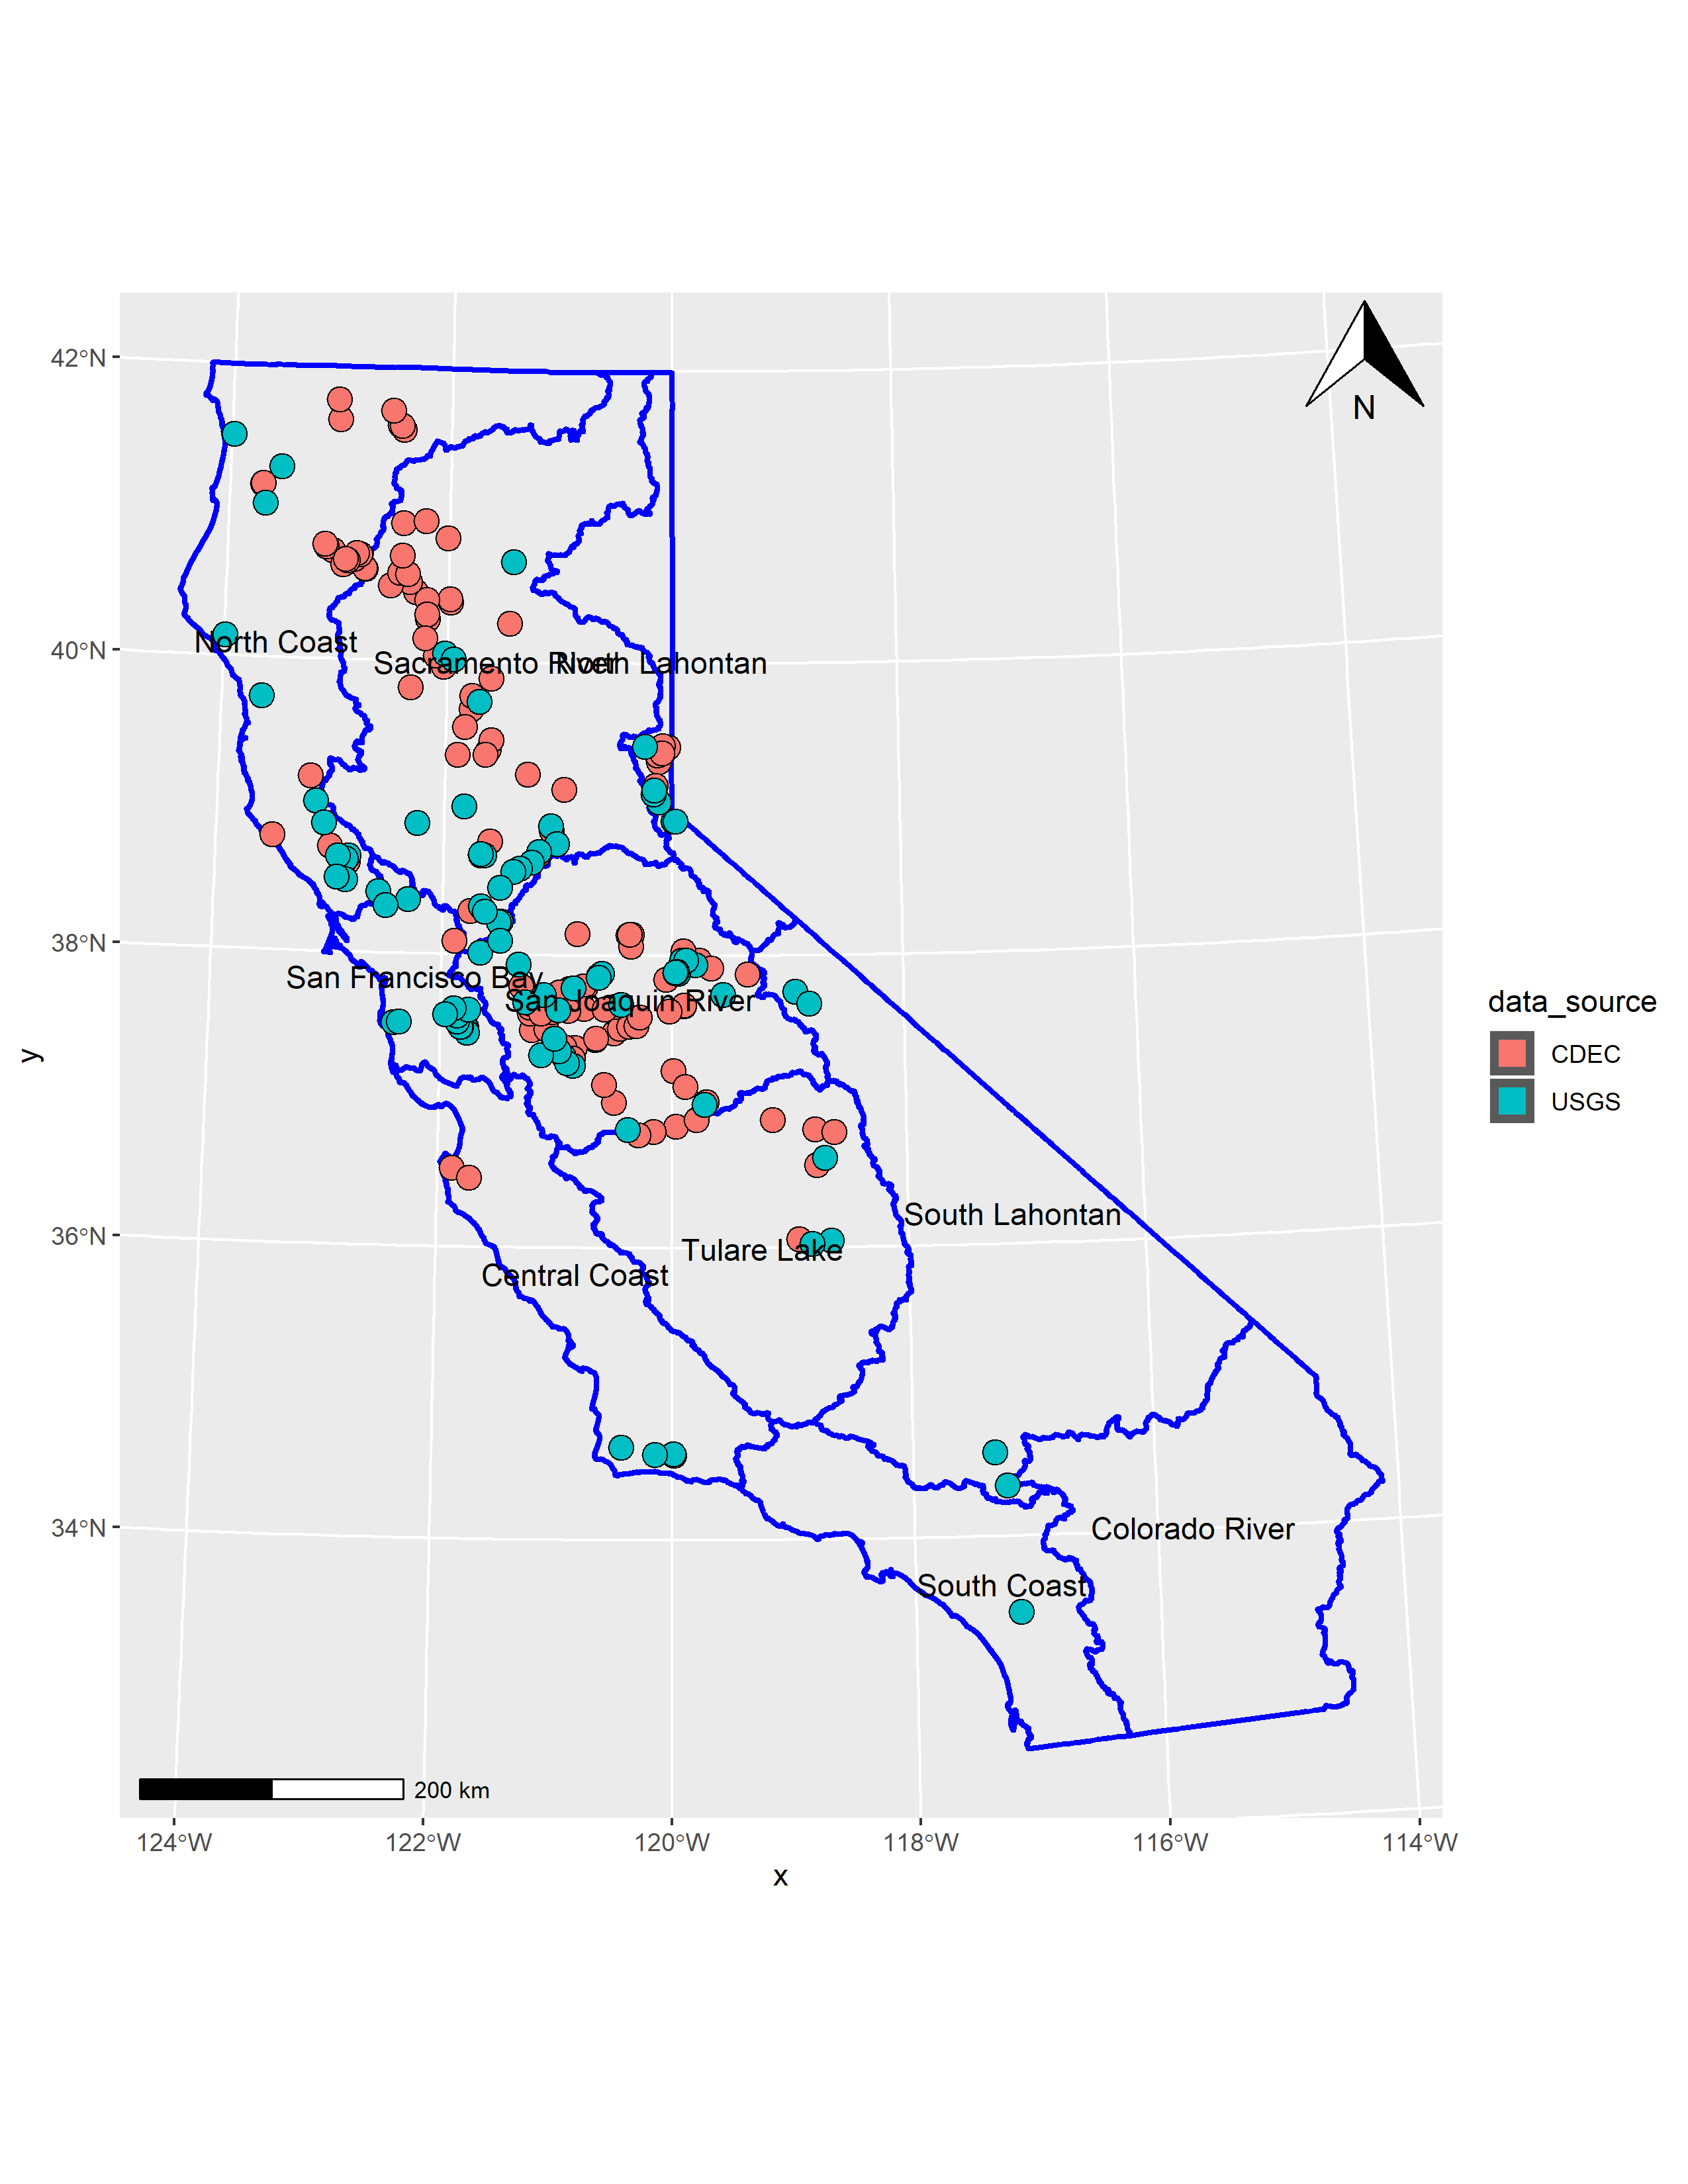 42°N
40°N
38°N
36°N
34°N
y
N
North Coast
Sacramento River
North Lahontan
San Francisco Bay
San Joaquin River
South Lahontan
Tulare Lake
Central Coast
Colorado River
South Coast
200 km
124°W
122°W
120°W
118°W
116°W
114°W
x
data_source
CDEC
USGS